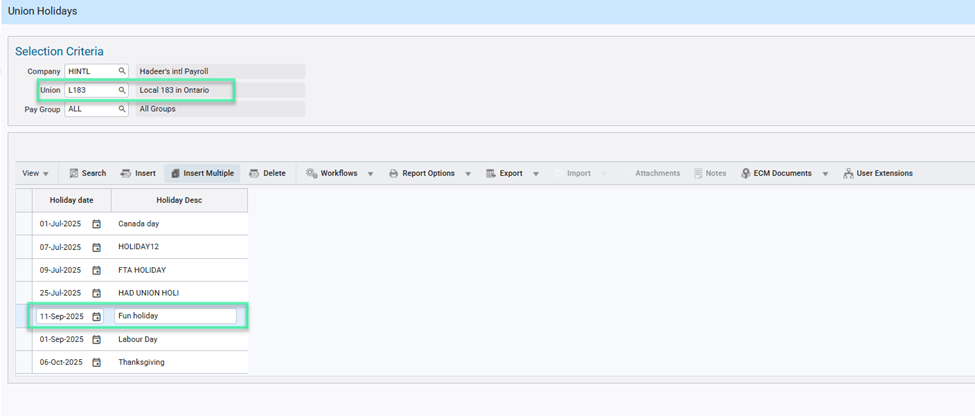 Union Holidays
Selection Criteria
Company HINTL Hadeer's intl Payroll
Union L183 Local 183 in Ontario
Pay Group ALL All Groups
View Search Insert Insert Multiple Delete Workflows Report Options Export Import Attachments Notes ECM Documents User Extensions
Holiday date Holiday Desc
01-Jul-2025 Canada day
07-Jul-2025 HOLIDAY12
09-Jul-2025 FTA HOLIDAY
25-Jul-2025 HAD UNION HOLI
11-Sep-2025 Fun holiday
01-Sep-2025 Labour Day
06-Oct-2025 Thanksgiving